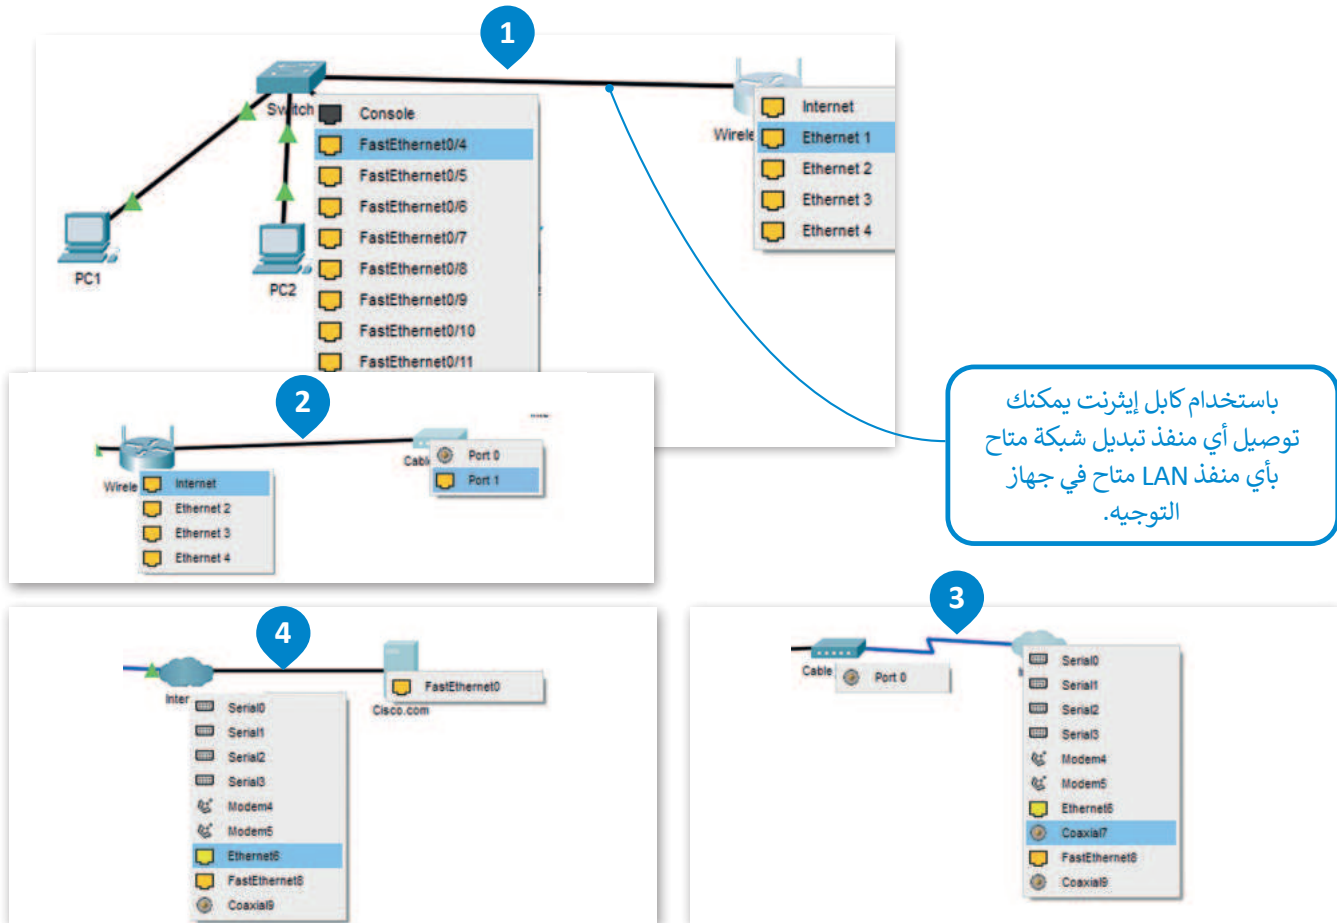 1
Switch
Console
FastEthernet0/4
FastEthernet0/5
FastEthernet0/6
FastEthernet0/7
FastEthernet0/8
FastEthernet0/9
FastEthernet0/10
FastEthernet0/11
PC1
PC2
Wirele
Internet
Ethernet 1
Ethernet 2
Ethernet 3
Ethernet 4
باستخدام كابل إيثرنت يمكنك
توصيل أي منفذ تبديل شبكة متاح
بأي منفذ LAN متاح في جهاز
التوجيه.
2
Wirele
Internet
Ethernet 2
Ethernet 3
Ethernet 4
Cabl
Port 0
Port 1
3
Cable
Port 0
Serial0
Serial1
Serial2
Serial3
Modem4
Modem5
Ethernet6
Coaxial7
FastEthernet8
Coaxial9
4
Inter
Serial0
Serial1
Serial2
Serial3
Modem4
Modem5
Ethernet6
FastEthernet8
Coaxial9
FastEthernet0
Cisco.com